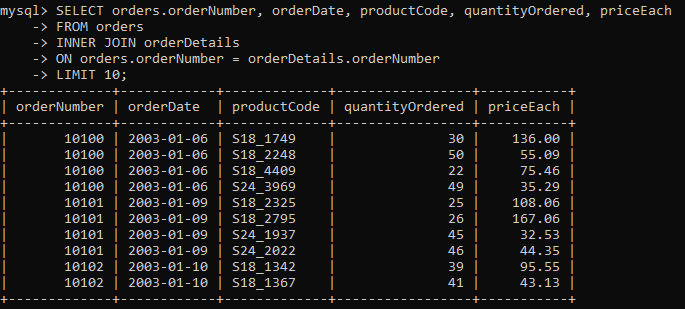 mysql> SELECT orders.orderNumber, orderDate, productCode, quantityOrdered, priceEach
    -> FROM orders
    -> INNER JOIN orderDetails
    -> ON orders.orderNumber = orderDetails.orderNumber
    -> LIMIT 10;
+-------------+------------+-------------+-----------------+-----------+
| orderNumber | orderDate  | productCode | quantityOrdered | priceEach |
+-------------+------------+-------------+-----------------+-----------+
|       10100 | 2003-01-06 | S18_1749    |              30 |    136.00 |
|       10100 | 2003-01-06 | S18_2248    |              50 |     55.09 |
|       10100 | 2003-01-06 | S18_4409    |              22 |     75.46 |
|       10100 | 2003-01-06 | S24_3969    |              49 |     35.29 |
|       10101 | 2003-01-09 | S18_2325    |              25 |    108.06 |
|       10101 | 2003-01-09 | S18_2795    |              26 |    167.06 |
|       10101 | 2003-01-09 | S24_1937    |              45 |     32.53 |
|       10101 | 2003-01-09 | S24_2022    |              46 |     44.35 |
|       10102 | 2003-01-10 | S18_1342    |              39 |     95.55 |
|       10102 | 2003-01-10 | S18_1367    |              41 |     43.13 |
+-------------+------------+-------------+-----------------+-----------+